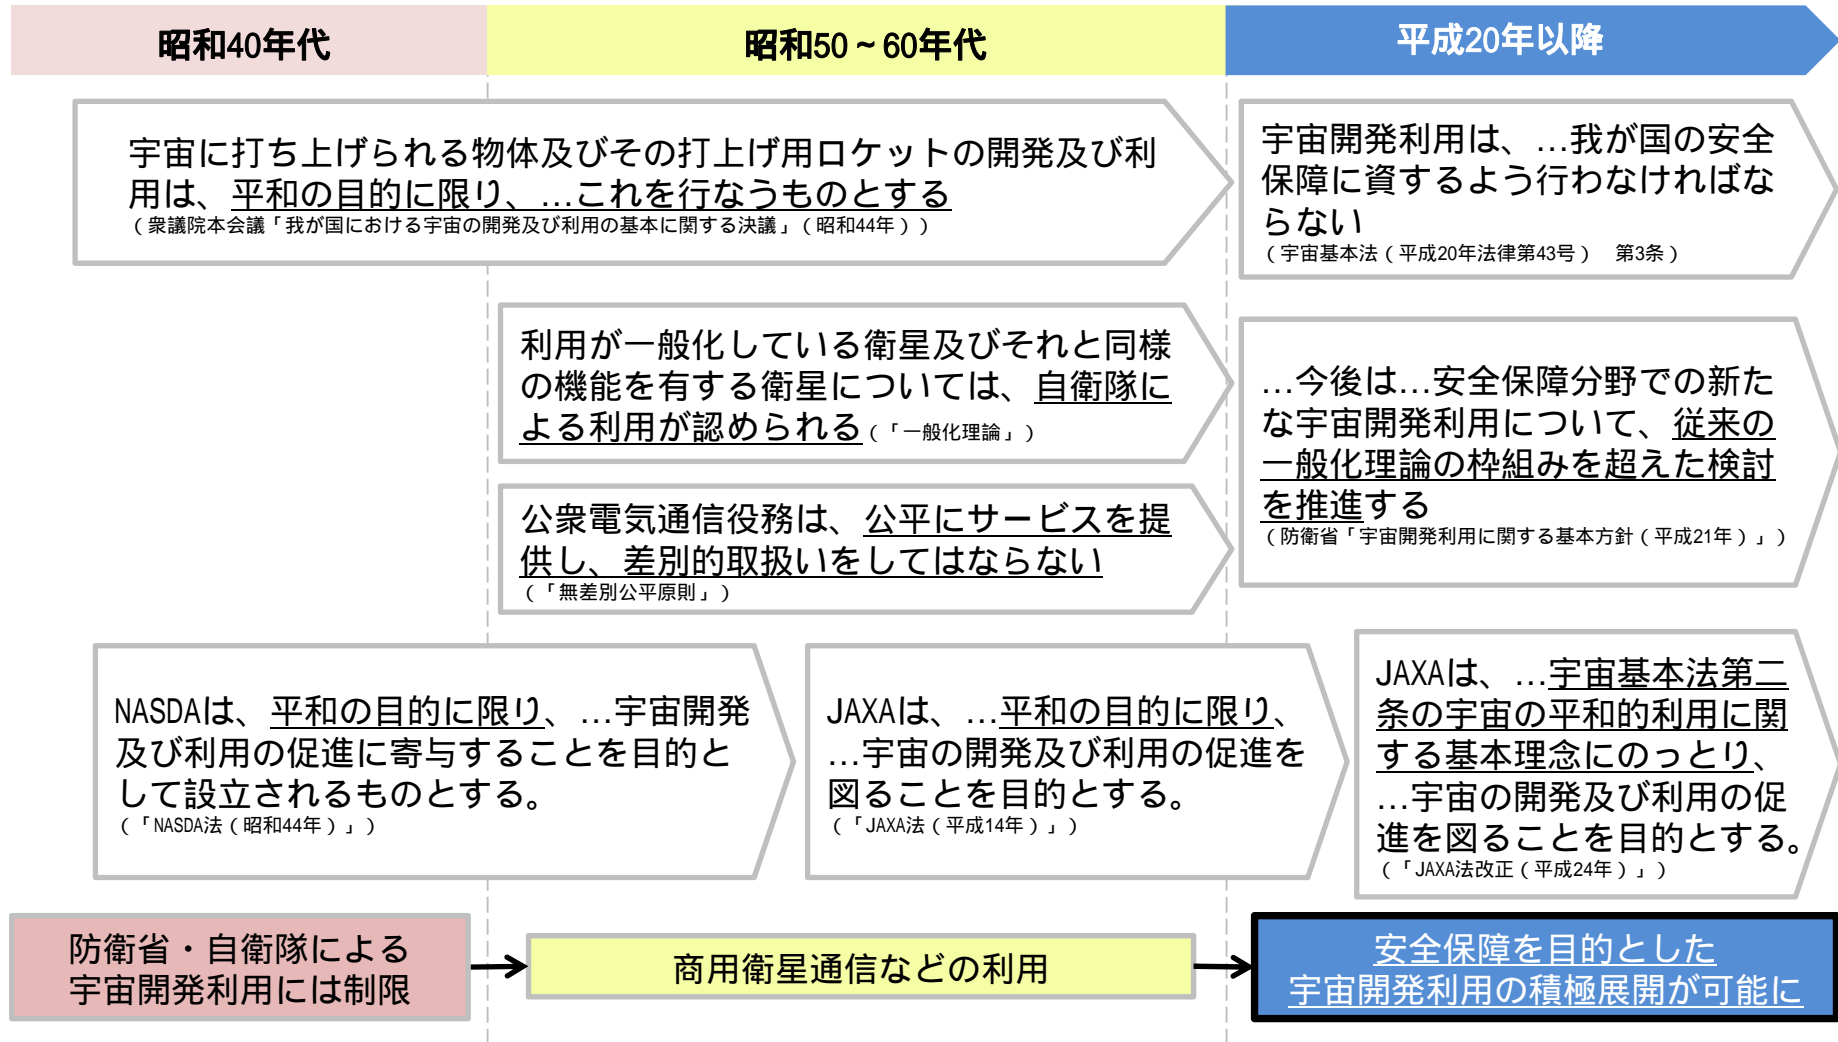 昭和40年代
昭和50~60年代
平成20年以降
宇宙に打ち上げられる物体及びその打上げ用ロケットの開発及び利
用は、平和の目的に限り、…これを行なうものとする
(衆議院本会議「我が国における宇宙の開発及び利用の基本に関する決議」(昭和44年))
宇宙開発利用は、…我が国の安全
保障に資するよう行わなければな
らない
(宇宙基本法(平成20年法律第43号) 第3条)
利用が一般化している衛星及びそれと同様
の機能を有する衛星については、自衛隊に
よる利用が認められる(「一般化理論」)
公衆電気通信役務は、公平にサービスを提
供し、差別的取扱いをしてはならない
(「無差別公平原則」)
…今後は…安全保障分野での新た
な宇宙開発利用について、従来の
一般化理論の枠組みを超えた検討
を推進する
(防衛省「宇宙開発利用に関する基本方針(平成21年)」)
NASDAは、平和の目的に限り、…宇宙開発
及び利用の促進に寄与することを目的と
して設立されるものとする。
(「NASDA法(昭和44年)」)
JAXAは、…平和の目的に限り、
…宇宙の開発及び利用の促進を
図ることを目的とする。
(「JAXA法(平成14年)」)
JAXAは、…宇宙基本法第二
条の宇宙の平和的利用に関
する基本理念にのっとり、
…宇宙の開発及び利用の促
進を図ることを目的とする。
(「JAXA法改正(平成24年)」)
防衛省・自衛隊による
宇宙開発利用には制限
商用衛星通信などの利用
安全保障を目的とした
宇宙開発利用の積極展開が可能に